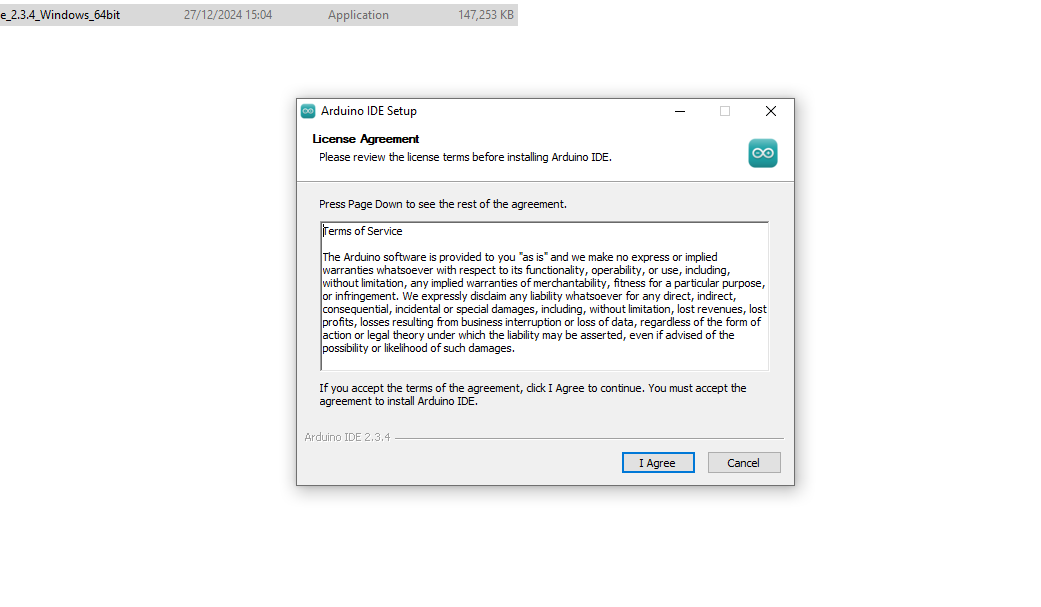 e_2.3.4_Windows_64bit 27/12/2024 15:04 Application 147,253 KB
Arduino IDE Setup
License Agreement
Please review the license terms before installing Arduino IDE.
Press Page Down to see the rest of the agreement.
Terms of Service
The Arduino software is provided to you "as is" and we make no express or implied
warranties whatsoever with respect to its functionality, operability, or use, including,
without limitation, any implied warranties of merchantability, fitness for a particular purpose,
or infringement. We expressly disclaim any liability whatsoever for any direct, indirect,
consequential, incidental or special damages, including, without limitation, lost revenues, lost
profits, losses resulting from business interruption or loss of data, regardless of the form of
action or legal theory under which the liability may be asserted, even if advised of the
possibility or likelihood of such damages.
If you accept the terms of the agreement, click I Agree to continue. You must accept the
agreement to install Arduino IDE.
Arduino IDE 2.3.4
I Agree Cancel